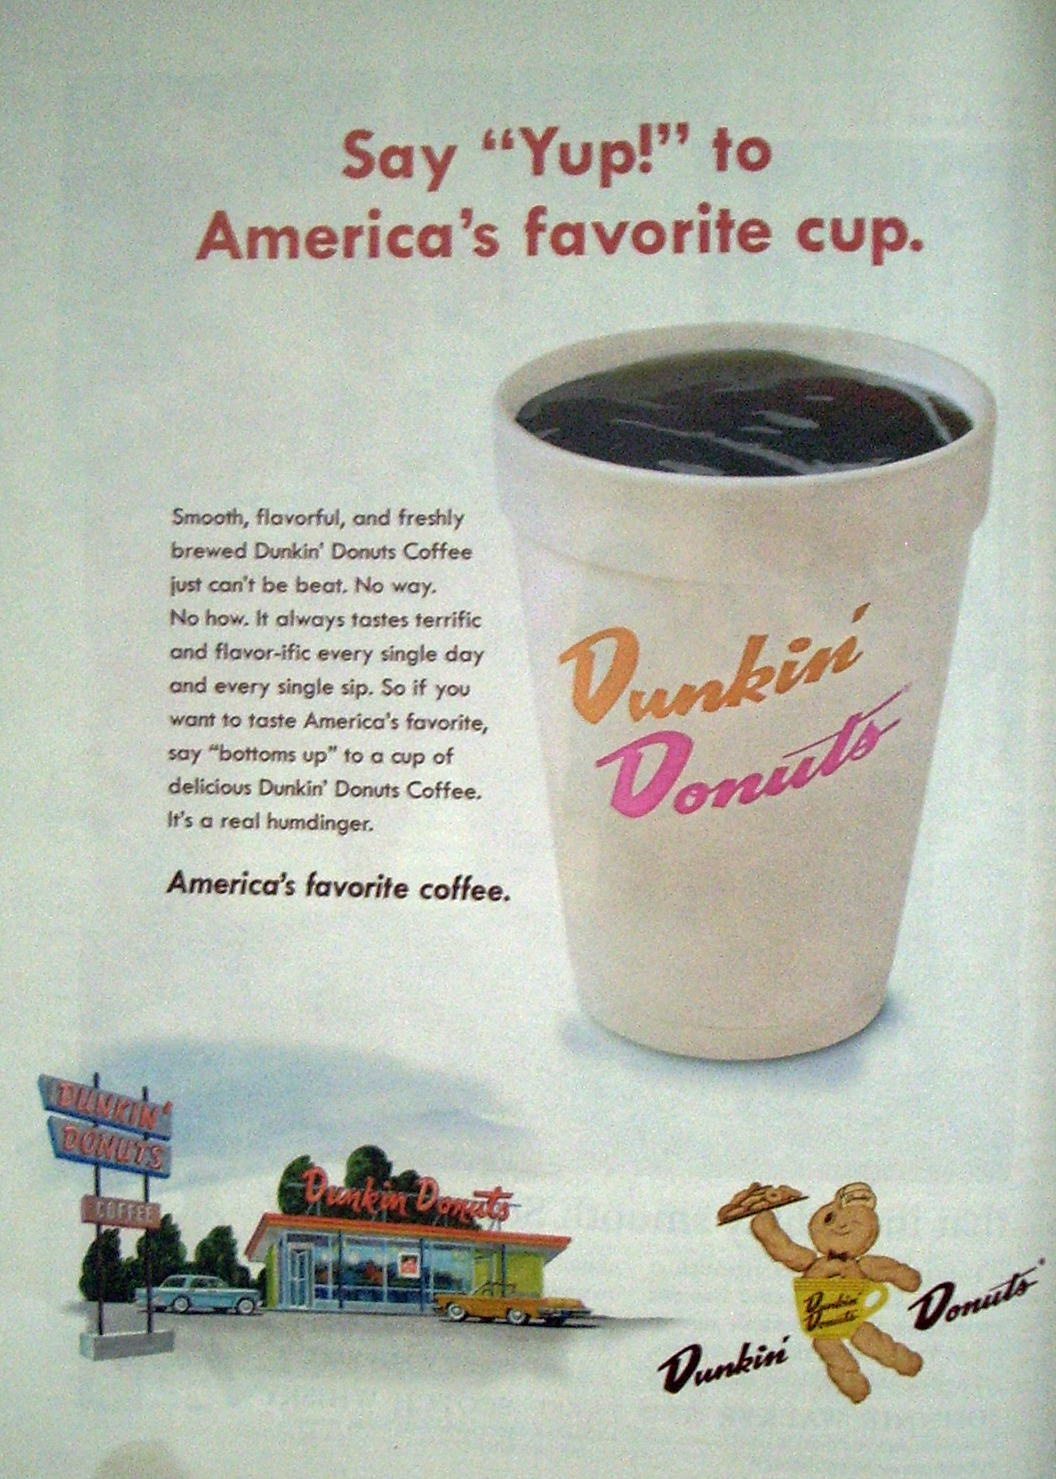 Say “Yup!” to
America’s favorite cup.
Smooth, flavorful, and freshly
brewed Dunkin’ Donuts Coffee
just can’t be beat. No way.
No how. It always tastes terrific
and flavor-ific every single day
and every single sip. So if you
want to taste America’s favorite,
say “bottoms up” to a cup of
delicious Dunkin’ Donuts Coffee.
It’s a real humdinger.
America’s favorite coffee.
Dunkin’
Donuts
DUNKIN’
DONUTS
COFFEE
Dunkin Donuts
Dunkin’
Donuts
Dunkin’ Donuts